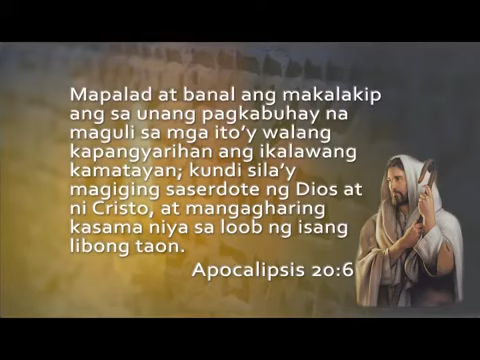 Mapalad at banal ang makalakip
ang sa unang pagkabuhay na
maguli sa mga ito'y walang
kapangyarihan ang ikalawang
kamatayan; kundi sila'y
magiging saserdote ng Dios at
ni Cristo, at mangagharing
kasama niya sa loob ng isang
libong taon.
Apocalipsis 20:6